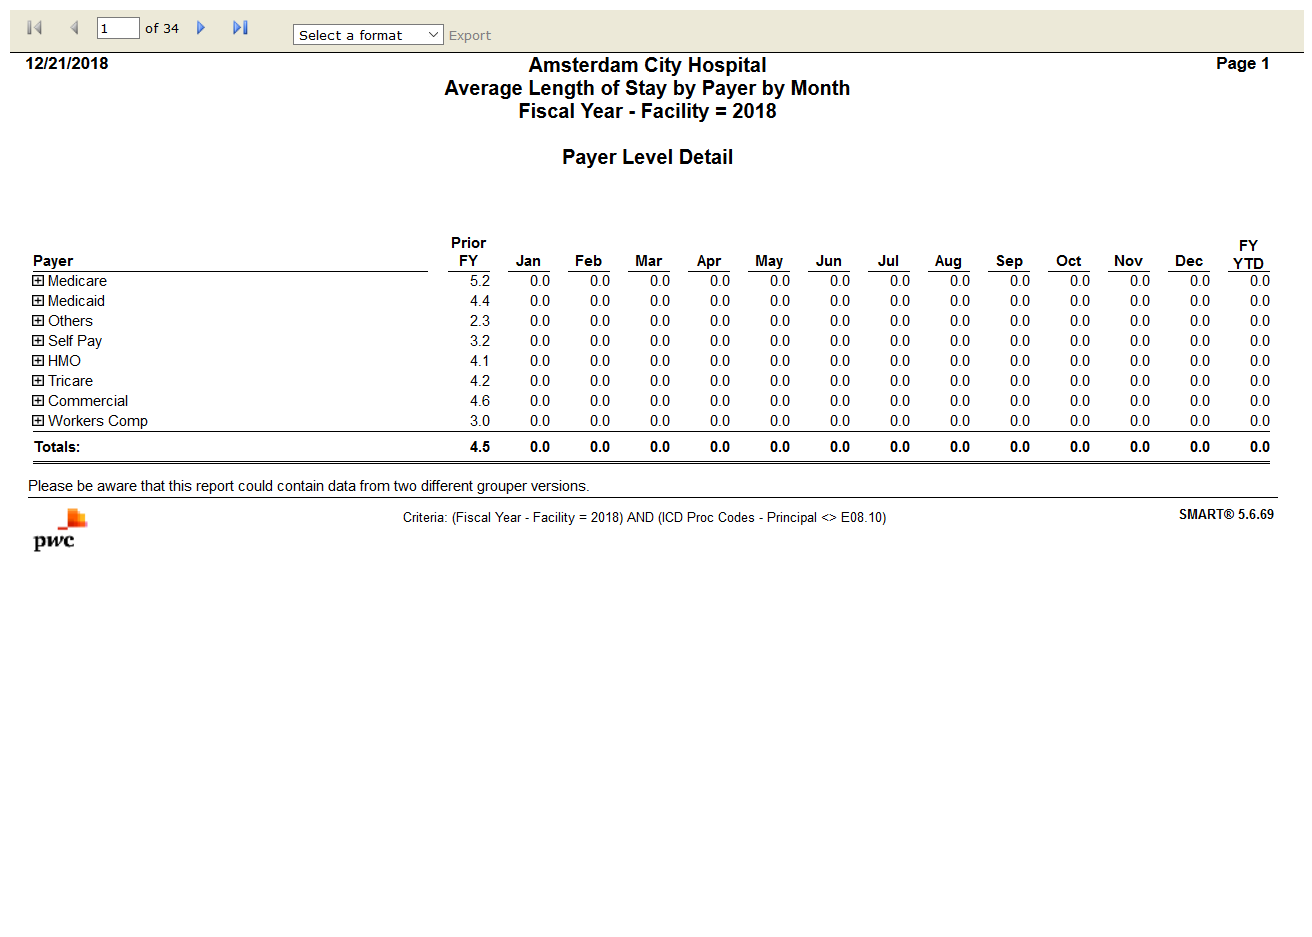 1 of 34 Select a format Export
12/21/2018 Amsterdam City Hospital Page 1
Average Length of Stay by Payer by Month
Fiscal Year - Facility = 2018
Payer Level Detail
Payer Prior FY Jan Feb Mar Apr May Jun Jul Aug Sep Oct Nov Dec FY YTD
Medicare 5.2 0.0 0.0 0.0 0.0 0.0 0.0 0.0 0.0 0.0 0.0 0.0 0.0 0.0
Medicaid 4.4 0.0 0.0 0.0 0.0 0.0 0.0 0.0 0.0 0.0 0.0 0.0 0.0 0.0
Others 2.3 0.0 0.0 0.0 0.0 0.0 0.0 0.0 0.0 0.0 0.0 0.0 0.0 0.0
Self Pay 3.2 0.0 0.0 0.0 0.0 0.0 0.0 0.0 0.0 0.0 0.0 0.0 0.0 0.0
HMO 4.1 0.0 0.0 0.0 0.0 0.0 0.0 0.0 0.0 0.0 0.0 0.0 0.0 0.0
Tricare 4.2 0.0 0.0 0.0 0.0 0.0 0.0 0.0 0.0 0.0 0.0 0.0 0.0 0.0
Commercial 4.6 0.0 0.0 0.0 0.0 0.0 0.0 0.0 0.0 0.0 0.0 0.0 0.0 0.0
Workers Comp 3.0 0.0 0.0 0.0 0.0 0.0 0.0 0.0 0.0 0.0 0.0 0.0 0.0 0.0
Totals: 4.5 0.0 0.0 0.0 0.0 0.0 0.0 0.0 0.0 0.0 0.0 0.0 0.0 0.0
Please be aware that this report could contain data from two different grouper versions.
pwc Criteria: (Fiscal Year - Facility = 2018) AND (ICD Proc Codes - Principal <> E08.10) SMART® 5.6.69